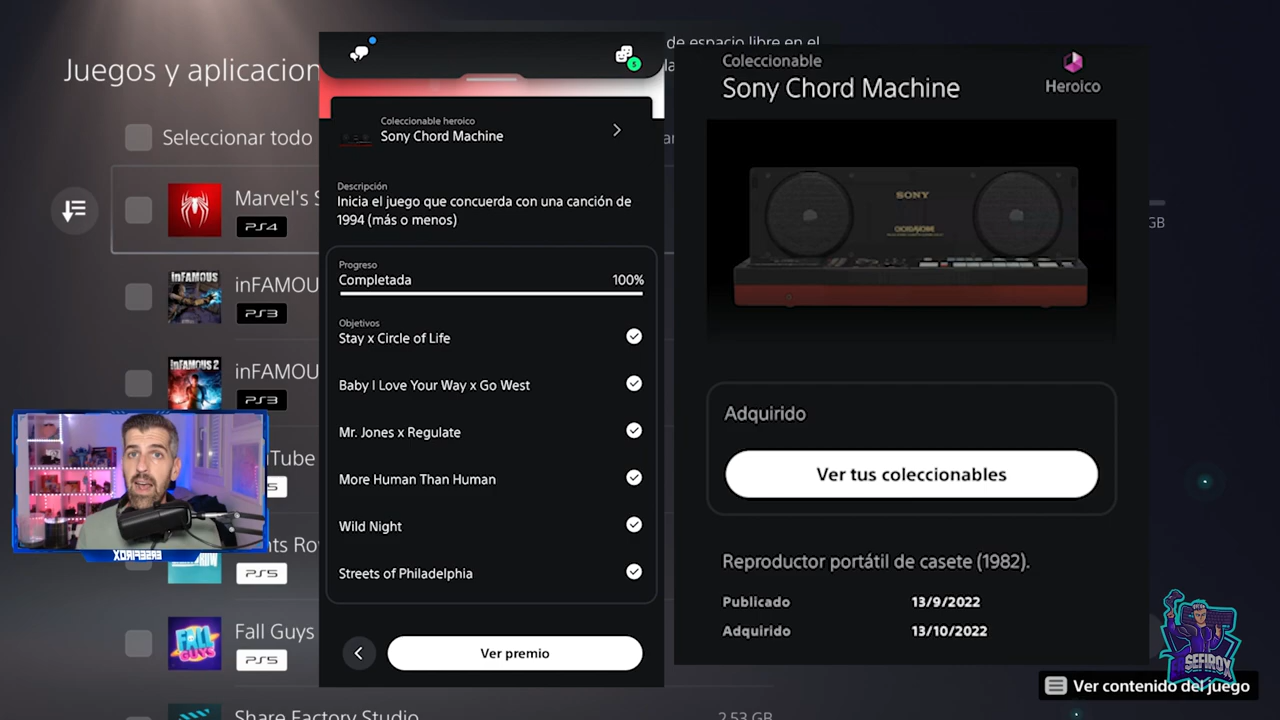 Juegos y aplicacion
de espacio libre en el
Seleccionar todo
Marvel's S
PS4
inFAMOU
PS3
inFAMOU
PS3
uTube
nts Ro
PS5
Fall Guys
PS5
Share Factory Studio
2.53 GB
GB
Coleccionable heroico
Sony Chord Machine
Descripción
Inicia el juego que concuerda con una canción de
1994 (más o menos)
Progreso
Completada 100%
Objetivos
Stay x Circle of Life
Baby I Love Your Way x Go West
Mr. Jones x Regulate
More Human Than Human
Wild Night
Streets of Philadelphia
Ver premio
Coleccionable
Sony Chord Machine
Heroico
SONY
Adquirido
Ver tus coleccionables
Reproductor portátil de casete (1982).
Publicado 13/9/2022
Adquirido 13/10/2022
SEFIROX
Ver contenido del juego